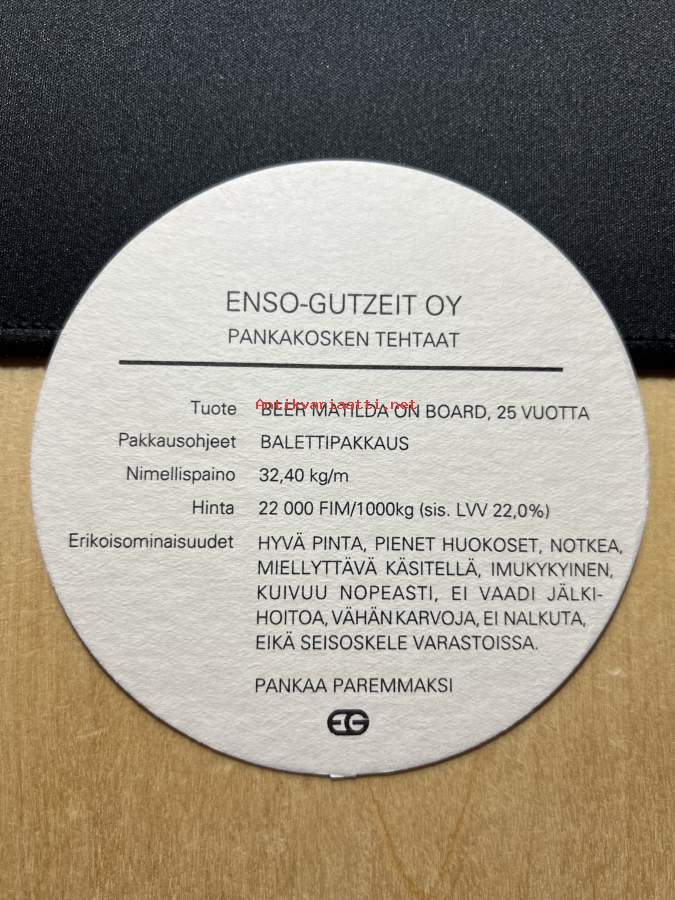 ENSO-GUTZEIT OY
PANKAKOSKEN TEHTAAT
Antikvariaatti.net
Tuote BEER MATILDA ON BOARD, 25 VUOTTA
Pakkausohjeet BALETTIPAKKAUS
Nimellispaino 32,40 kg/m
Hinta 22 000 FIM/1000kg (sis. LVV 22,0%)
Erikoisominaisuudet HYVÄ PINTA, PIENET HUOKOSET, NOTKEA,
MIELLYTTÄVÄ KÄSITELLÄ, IMUKYKYINEN,
KUIVUU NOPEASTI, EI VAADI JÄLKI-
HOITOA, VÄHÄN KARVOJA, EI NALKUTA,
EIKÄ SEISOSKELE VARASTOISSA.
PANKAA PAREMMAKSI
EG